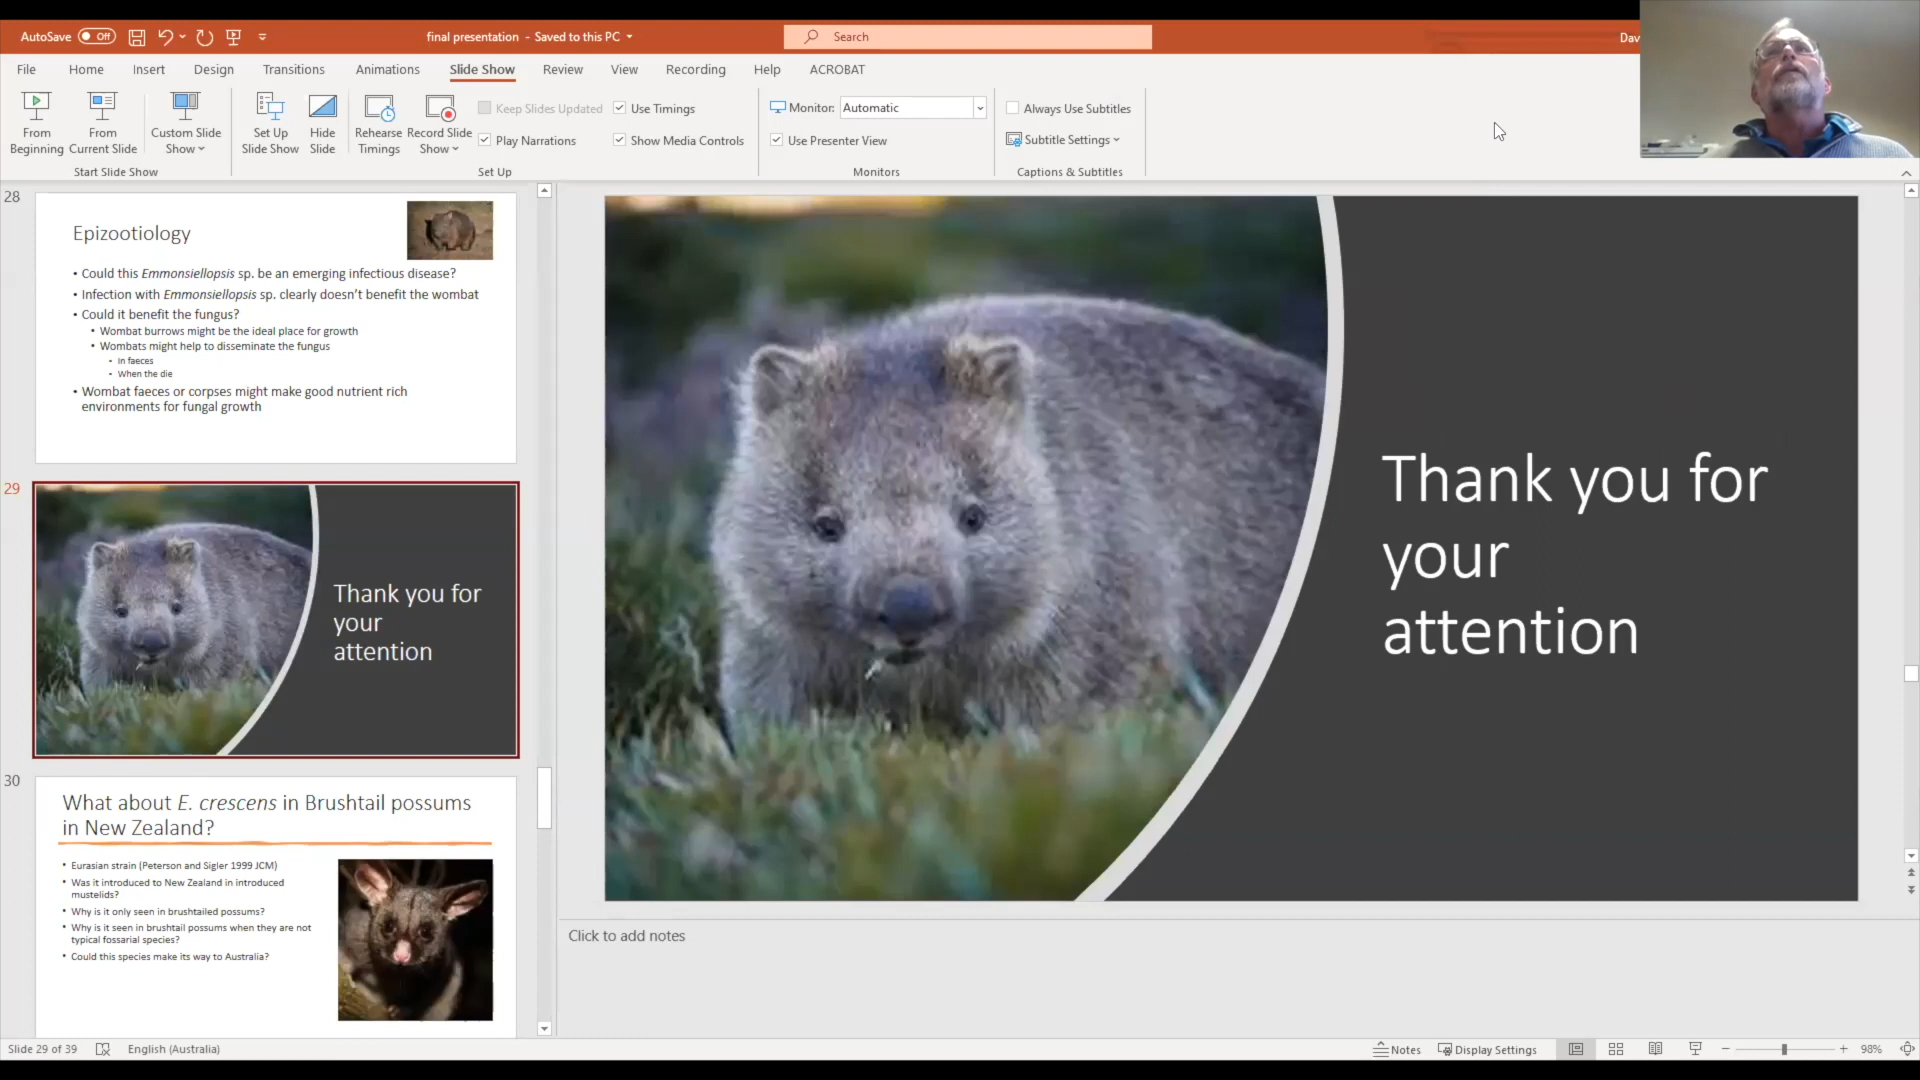 AutoSave Off
final presentation - Saved to this PC
Search
Dav
File Home Insert Design Transitions Animations Slide Show Review View Recording Help ACROBAT
From Beginning
From Current Slide
Custom Slide Show
Start Slide Show
Set Up Slide Show
Hide Slide
Rehearse Timings
Record Slide Show
Keep Slides Updated
Use Timings
Play Narrations
Show Media Controls
Set Up
Monitor: Automatic
Use Presenter View
Monitors
Always Use Subtitles
Subtitle Settings
Captions & Subtitles
28
Epizootiology
• Could this Emmonsiellopsis sp. be an emerging infectious disease?
• Infection with Emmonsiellopsis sp. clearly doesn't benefit the wombat
• Could it benefit the fungus?
• Wombat burrows might be the ideal place for growth
• Wombats might help to disseminate the fungus
• In faeces
• When the die
• Wombat faeces or corpses might make good nutrient rich
environments for fungal growth
29
Thank you for
your
attention
30
What about E. crescens in Brushtail possums
in New Zealand?
• Eurasian strain (Peterson and Sigler 1999 JCM)
• Was it introduced to New Zealand in introduced
mustelids?
• Why is it only seen in brushtailed possums?
• Why is it seen in brushtail possums when they are not
typical fossarial species?
• Could this species make its way to Australia?
Thank you for
your
attention
Click to add notes
Slide 29 of 39
English (Australia)
Notes
Display Settings
98%